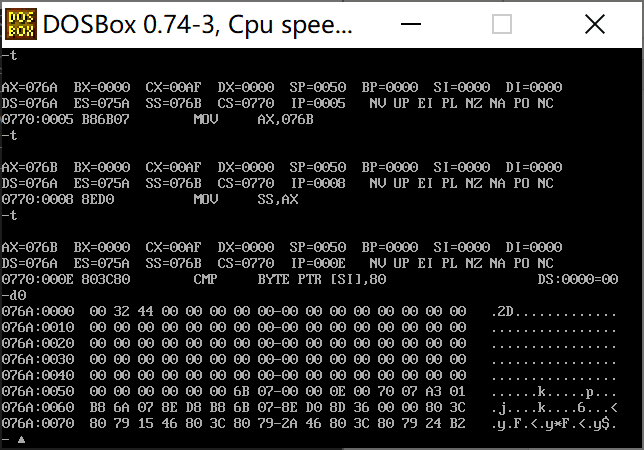 DOS
BOX
DOSBox 0.74-3, Cpu spee...
-t
AX=076A BX=0000 CX=00AF DX=0000 SP=0050 BP=0000 SI=0000 DI=0000
DS=076A ES=075A SS=076B CS=0770 IP=0005 NV UP EI PL NZ NA PO NC
0770:0005 B86B07 MOV AX,076B
-t
AX=076B BX=0000 CX=00AF DX=0000 SP=0050 BP=0000 SI=0000 DI=0000
DS=076A ES=075A SS=076B CS=0770 IP=0008 NV UP EI PL NZ NA PO NC
0770:0008 8ED0 MOV SS,AX
-t
AX=076B BX=0000 CX=00AF DX=0000 SP=0050 BP=0000 SI=0000 DI=0000
DS=076A ES=075A SS=076B CS=0770 IP=000E NV UP EI PL NZ NA PO NC
0770:000E 803C80 CMP BYTE PTR [SI],80 DS:0000=00
-d0
076A:0000 00 32 44 00 00 00 00 00-00 00 00 00 00 00 00 00 .2D.............
076A:0010 00 00 00 00 00 00 00 00-00 00 00 00 00 00 00 00 ................
076A:0020 00 00 00 00 00 00 00 00-00 00 00 00 00 00 00 00 ................
076A:0030 00 00 00 00 00 00 00 00-00 00 00 00 00 00 00 00 ................
076A:0040 00 00 00 00 00 00 00 00-00 00 00 00 00 00 00 00 ................
076A:0050 00 00 00 00 00 00 6B 07-00 00 0E 00 70 07 A3 01 ......k.....p...
076A:0060 B8 6A 07 8E D8 B8 6B 07-8E D0 8D 36 00 00 80 3C .j....k....6...<
076A:0070 80 79 15 46 80 3C 80 79-2A 46 80 3C 80 79 24 B2 .y.F.<.y*F.<.y$.
-